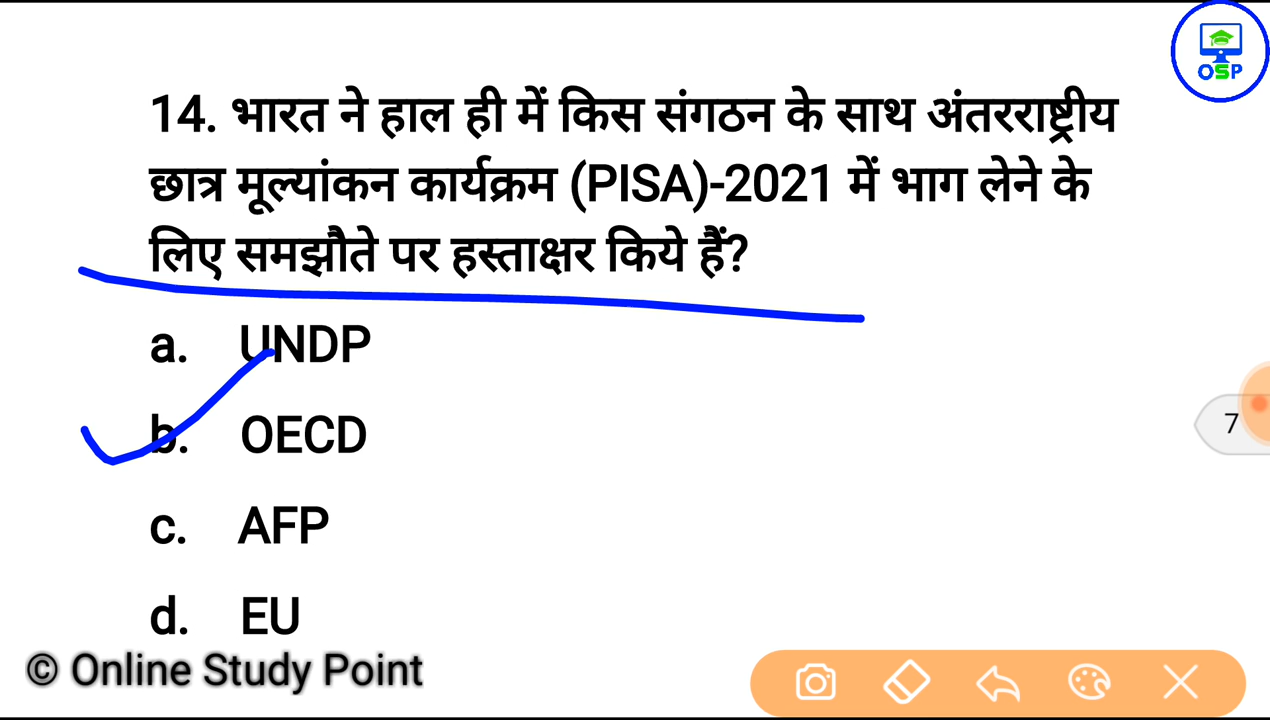 OSP
14. भारत ने हाल ही में किस संगठन के साथ अंतरराष्ट्रीय
छात्र मूल्यांकन कार्यक्रम (PISA)-2021 में भाग लेने के
लिए समझौते पर हस्ताक्षर किये हैं?
a. UNDP
b. OECD
7
c. AFP
d. EU
© Online Study Point